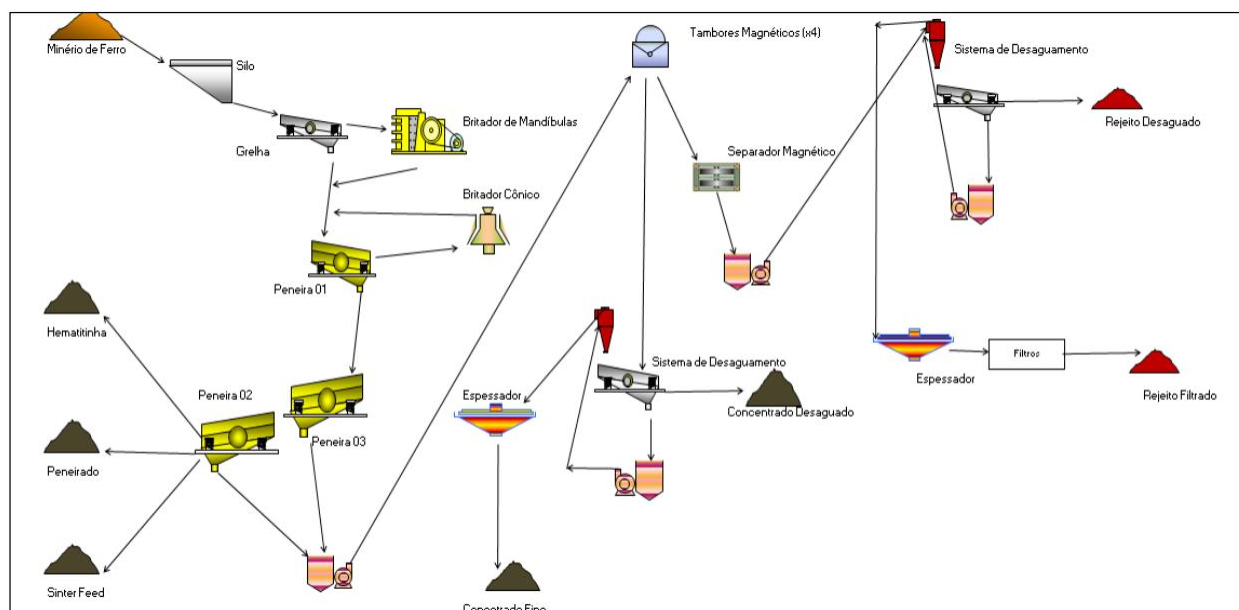 Minério de Ferro
Silo
Grelha
Britador de Mandíbulas
Britador Cônico
Peneira 01
Hematitinha
Peneira 02
Peneira 03
Peneirado
Sinter Feed
Tambores Magnéticos (x4)
Separador Magnético
Sistema de Desaguamento
Rejeito Desaguado
Sistema de Desaguamento
Concentrado Desaguado
Espessador
Concentrado Fino
Espessador
Filtros
Rejeito Filtrado